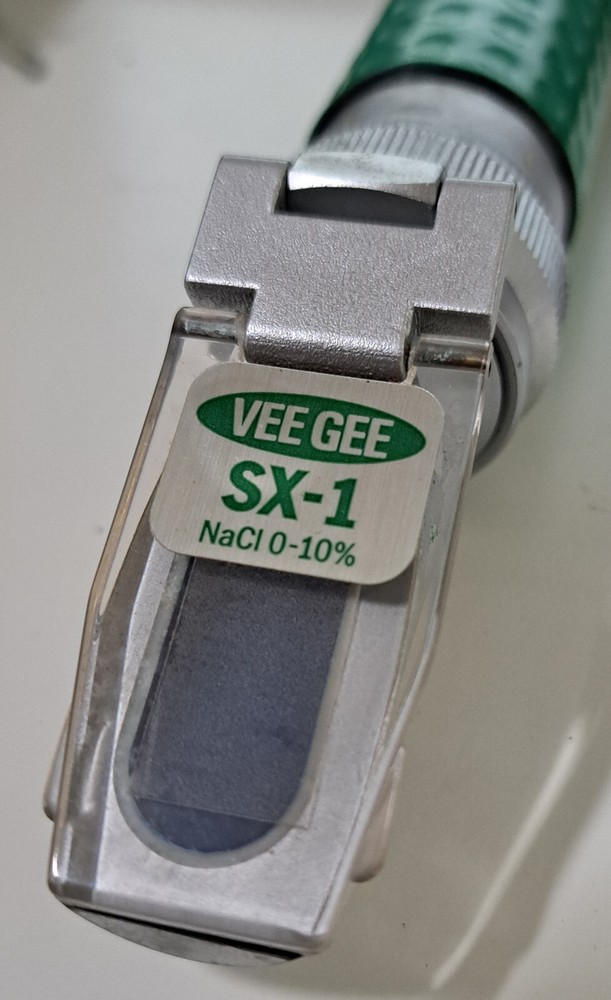 VEE GEE
SX-1
NaCl 0-10%